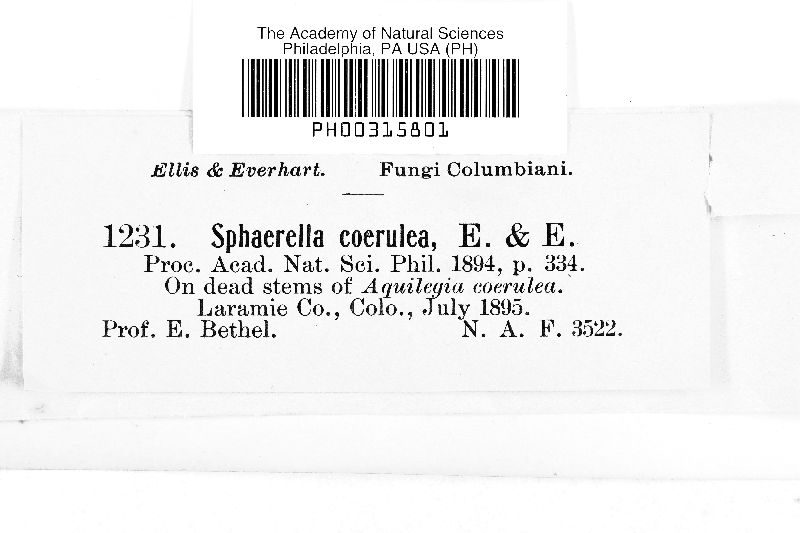 The Academy of Natural Sciences
Philadelphia, PA USA (PH)
PH00315801
Ellis & Everhart. Fungi Columbiani.
1231. Sphaerella coerulea, E. & E.
Proc. Acad. Nat. Sci. Phil. 1894, p. 334.
On dead stems of Aquilegia coerulea.
Laramie Co., Colo., July 1895.
Prof. E. Bethel. N. A. F. 3522.